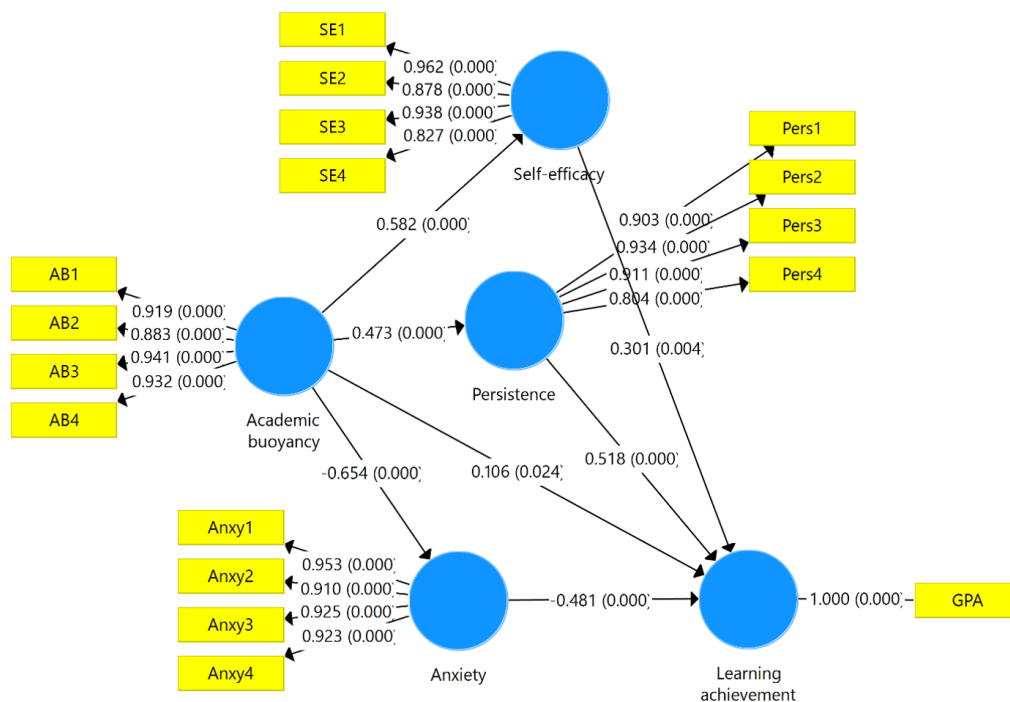 SE1
SE2
SE3
SE4
0.962 (0.000)
0.878 (0.000)
0.938 (0.000)
0.827 (0.000)
Self-efficacy
Pers1
Pers2
Pers3
Pers4
0.903 (0.000)
0.934 (0.000)
0.911 (0.000)
0.804 (0.000)
0.582 (0.000)
AB1
AB2
AB3
AB4
0.919 (0.000)
0.883 (0.000)
0.941 (0.000)
0.932 (0.000)
0.473 (0.000)
0.301 (0.004)
Persistence
Academic
buoyancy
-0.654 (0.000)
0.106 (0.024)
0.518 (0.000)
Anxy1
Anxy2
Anxy3
Anxy4
0.953 (0.000)
0.910 (0.000)
0.925 (0.000)
0.923 (0.000)
-0.481 (0.000)
1.000 (0.000)
GPA
Anxiety
Learning
achievement